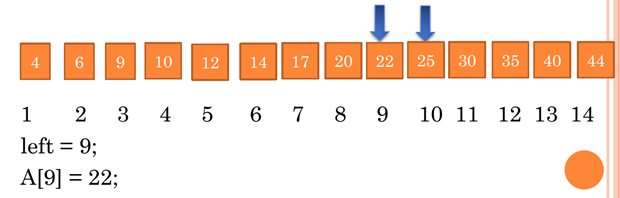 4 6 9 10 12 14 17 20 22 25 30 35 40 44
1 2 3 4 5 6 7 8 9 10 11 12 13 14
left = 9;
A[9] = 22;